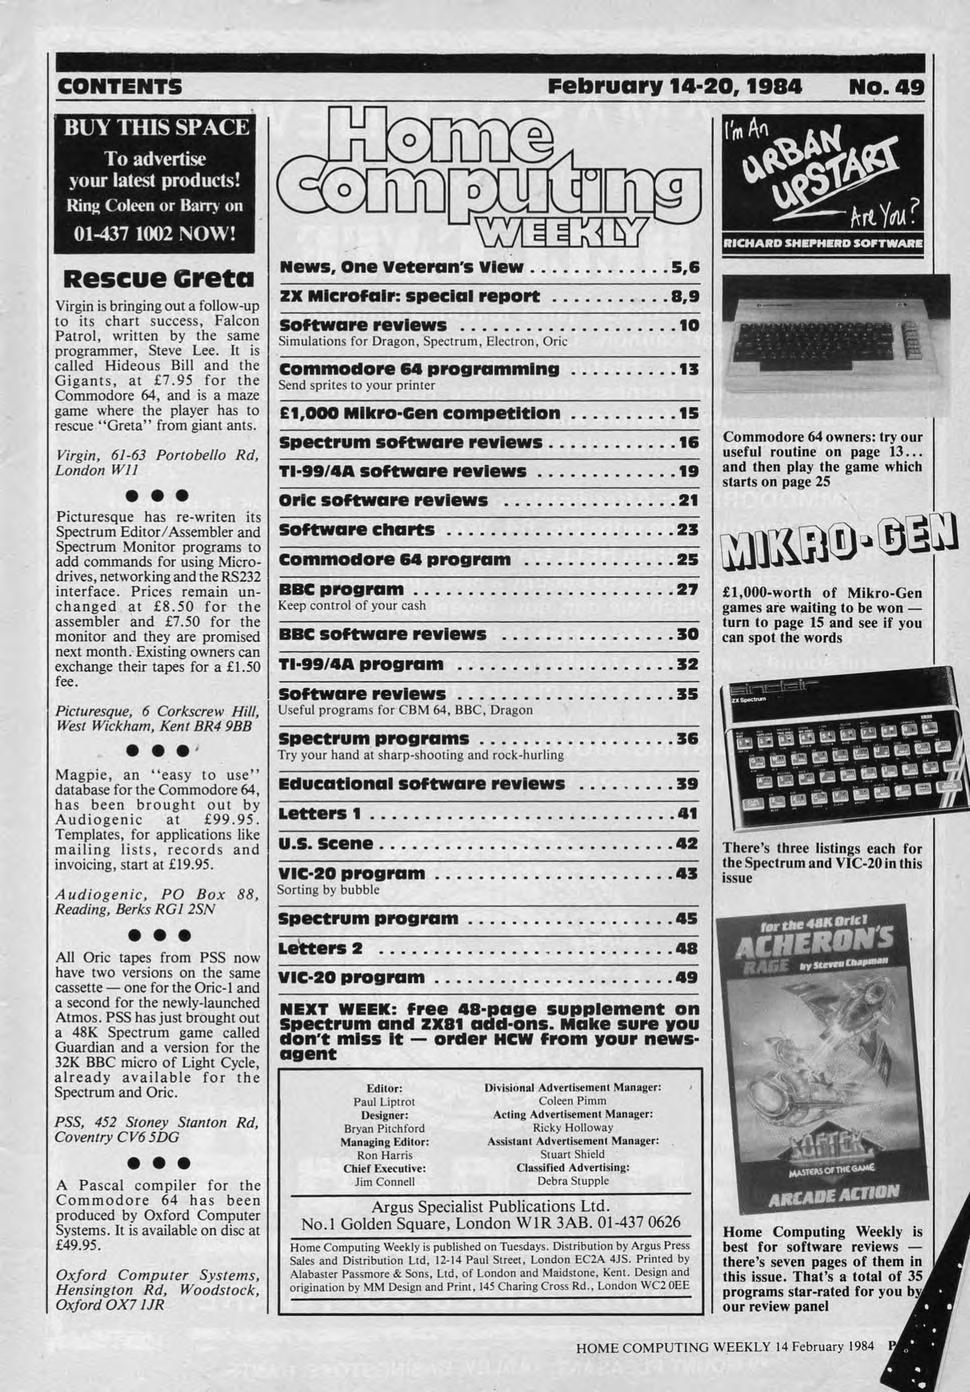 CONTENTS February 14-20, 1984 No. 49
BUY THIS SPACE
To advertise
your latest products!
Ring Coleen or Barry on
01-437 1002 NOW!
Rescue Greta
Virgin is bringing out a follow-up
to its chart success, Falcon
Patrol, written by the same
programmer, Steve Lee. It is
called Hideous Bill and the
Gigants, at £7.95 for the
Commodore 64, and is a maze
game where the player has to
rescue "Greta" from giant ants.
Virgin, 61-63 Portobello Rd,
London W11
Picturesque has re-writen its
Spectrum Editor/Assembler and
Spectrum Monitor programs to
add commands for using Micro-
drives, networking and the RS232
interface. Prices remain un-
changed at £8.50 for the
assembler and £7.50 for the
monitor and they are promised
next month. Existing owners can
exchange their tapes for a £1.50
fee.
Picturesque, 6 Corkscrew Hill,
West Wickham, Kent BR4 9BB
Magpie, an "easy to use"
database for the Commodore 64,
has been brought out by
Audiogenic at £99.95.
Templates, for applications like
mailing lists, records and
invoicing, start at £19.95.
Audiogenic, PO Box 88,
Reading, Berks RG1 2SN
All Oric tapes from PSS now
have two versions on the same
cassette — one for the Oric-1 and
a second for the newly-launched
Atmos. PSS has just brought out
a 48K Spectrum game called
Guardian and a version for the
32K BBC micro of Light Cycle,
already available for the
Spectrum and Oric.
PSS, 452 Stoney Stanton Rd,
Coventry CV6 5DG
A Pascal compiler for the
Commodore 64 has been
produced by Oxford Computer
Systems. It is available on disc at
£49.95.
Oxford Computer Systems,
Hensington Rd, Woodstock,
Oxford OX7 1JR
Home
Computing
WEEKLY
News, One Veteran's View . . . . . . . . . . . . . . 5,6
ZX Microfair: special report . . . . . . . . . . . 8,9
Software reviews . . . . . . . . . . . . . . . . . . . . . 10
Simulations for Dragon, Spectrum, Electron, Oric
Commodore 64 programming . . . . . . . . . . 13
Send sprites to your printer
£1,000 Mikro-Gen competition . . . . . . . . . . 15
Spectrum software reviews . . . . . . . . . . . . 16
TI-99/4A software reviews . . . . . . . . . . . . . 19
Oric software reviews . . . . . . . . . . . . . . . . . 21
Software charts . . . . . . . . . . . . . . . . . . . . . . 23
Commodore 64 program . . . . . . . . . . . . . . 25
BBC program . . . . . . . . . . . . . . . . . . . . . . . . 27
Keep control of your cash
BBC software reviews . . . . . . . . . . . . . . . . 30
TI-99/4A program . . . . . . . . . . . . . . . . . . . . 32
Software reviews . . . . . . . . . . . . . . . . . . . . . 35
Useful programs for CBM 64, BBC, Dragon
Spectrum programs . . . . . . . . . . . . . . . . . . 36
Try your hand at sharp-shooting and rock-hurling
Educational software reviews . . . . . . . . . 39
Letters 1 . . . . . . . . . . . . . . . . . . . . . . . . . . . . 41
U.S. Scene . . . . . . . . . . . . . . . . . . . . . . . . . . . 42
VIC-20 program . . . . . . . . . . . . . . . . . . . . . . 43
Sorting by bubble
Spectrum program . . . . . . . . . . . . . . . . . . . 45
Letters 2 . . . . . . . . . . . . . . . . . . . . . . . . . . . 48
VIC-20 program . . . . . . . . . . . . . . . . . . . . . . 49
NEXT WEEK: free 48-page supplement on
Spectrum and ZX81 add-ons. Make sure you
don't miss it — order HCW from your news-
agent
Editor:
Paul Liptrot
Designer:
Bryan Pitchford
Managing Editor:
Ron Harris
Chief Executive:
Jim Connell
Divisional Advertisement Manager:
Coleen Pimm
Acting Advertisement Manager:
Ricky Holloway
Assistant Advertisement Manager:
Stuart Shield
Classified Advertising:
Debra Stupple
Argus Specialist Publications Ltd.
No.1 Golden Square, London W1R 3AB. 01-437 0626
Home Computing Weekly is published on Tuesdays. Distribution by Argus Press
Sales and Distribution Ltd, 12-14 Paul Street, London EC2A 4JS. Printed by
Alabaster Passmore & Sons, Ltd, of London and Maidstone, Kent. Design and
origination by MM Design and Print, 145 Charing Cross Rd., London WC2 0EE
I'm An
URBAN
UPSTART
Are You?
RICHARD SHEPHERD SOFTWARE
Commodore 64 owners: try our
useful routine on page 13...
and then play the game which
starts on page 25
MIKRO-GEN
£1,000-worth of Mikro-Gen
games are waiting to be won —
turn to page 15 and see if you
can spot the words
sinclair
ZX Spectrum
There's three listings each for
the Spectrum and VIC-20 in this
issue
for the 48K Oric 1
ACHERON'S
RAGE by Steven Chapman
SOFTEK
MASTERS OF THE GAME
ARCADE ACTION
Home Computing Weekly is
best for software reviews —
there's seven pages of them in
this issue. That's a total of 35
programs star-rated for you by
our review panel
HOME COMPUTING WEEKLY 14 February 1984